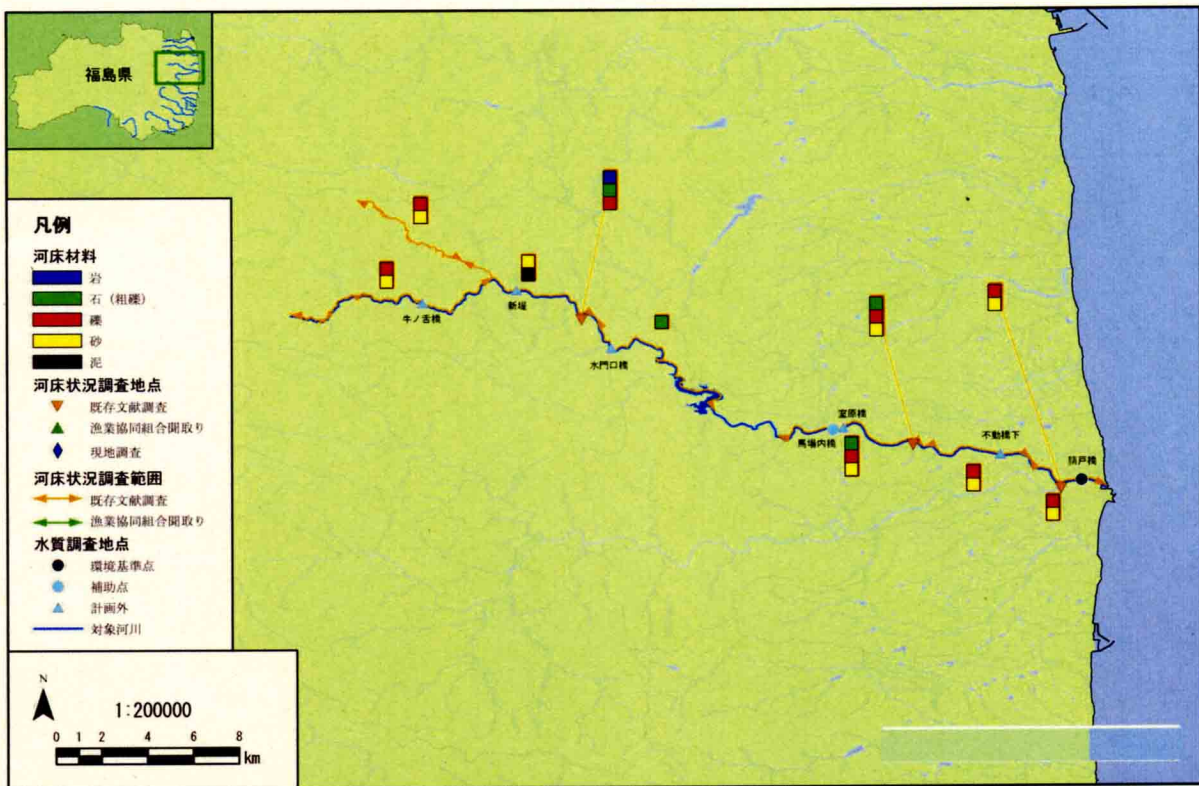 福島県
凡例
河床材料
岩
石 (粗礫)
礫
砂
泥
河床状況調査地点
既存文献調査
漁業協同組合聞取り
現地調査
河床状況調査範囲
既存文献調査
漁業協同組合聞取り
水質調査地点
環境基準点
補助点
計画外
対象河川
N
1:200000
0 1 2 4 6 8
km
牛ノ舌橋
新堤
水門口橋
室原橋
馬場内橋
不動橋下
請戸橋